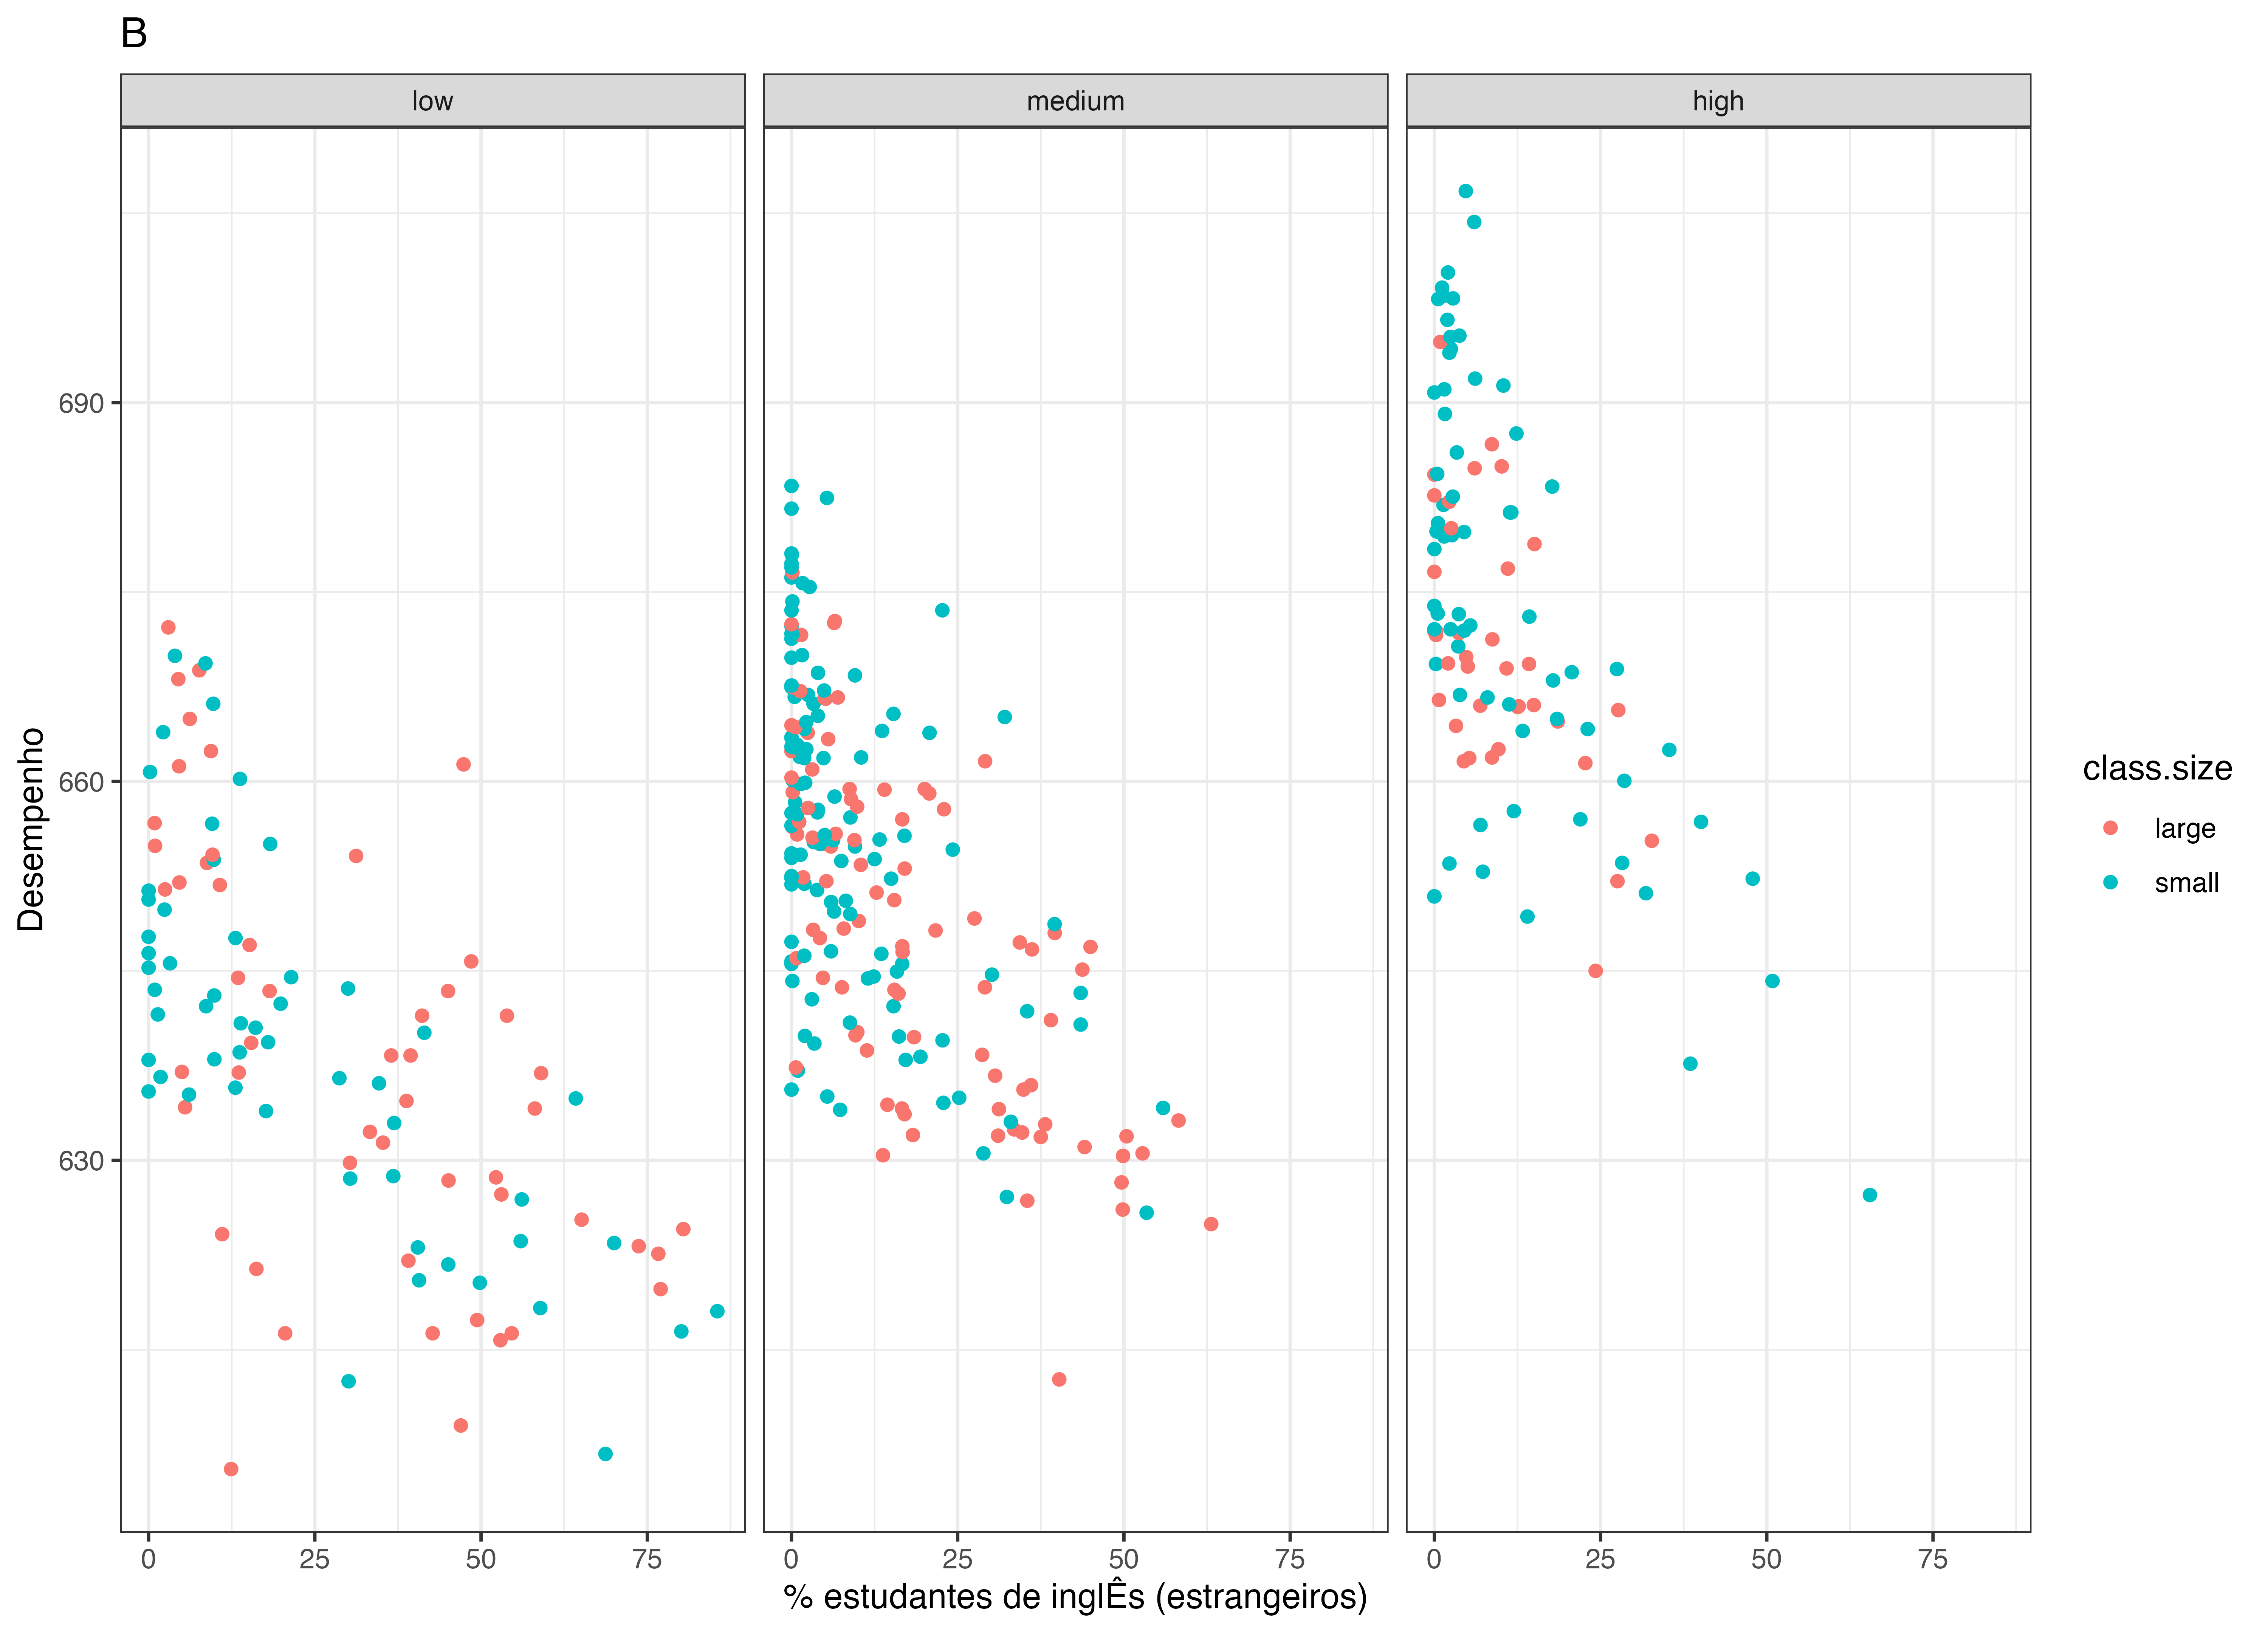 B
low
medium
high
690
660
630
Desempenho
0 25 50 75
0 25 50 75
0 25 50 75
% estudantes de inglÊs (estrangeiros)
class.size
large
small